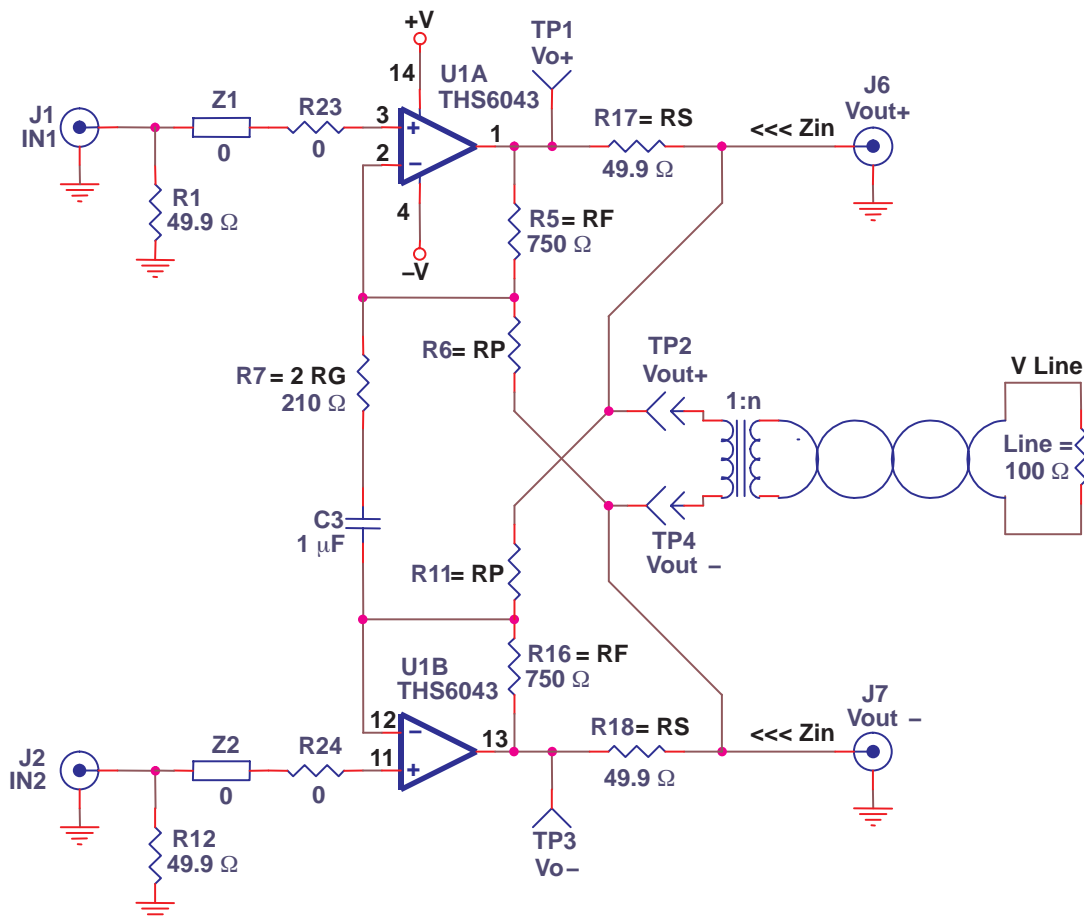 +V
TP1
Vo+
14
U1A
THS6043
J1
IN1
Z1
0
R23
0
3
+
2
−
1
4
–V
R17= RS
49.9 Ω
<<< Zin
J6
Vout+
R1
49.9 Ω
R5= RF
750 Ω
R6= RP
R7= 2 RG
210 Ω
TP2
Vout+
1:n
V Line
Line =
100 Ω
C3
1 μF
TP4
Vout –
R11= RP
R16= RF
750 Ω
U1B
THS6043
12
−
11
+
13
R18= RS
49.9 Ω
<<< Zin
J7
Vout –
J2
IN2
Z2
0
R24
0
R12
49.9 Ω
TP3
Vo–